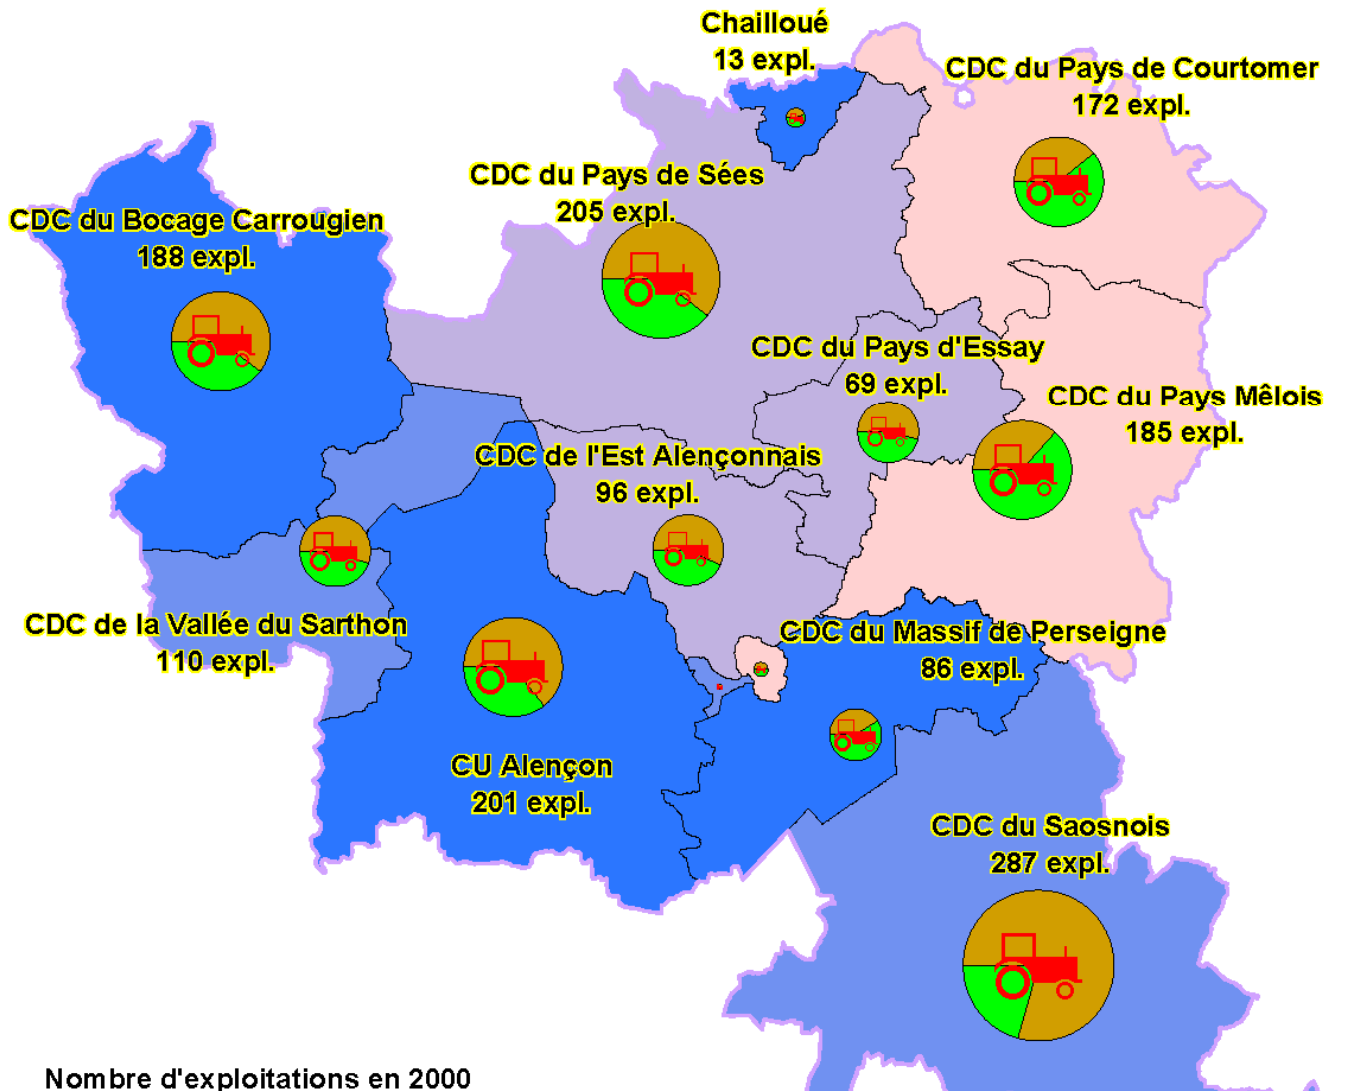 Chailloué
13 expl.
CDC du Pays de Courtomer
172 expl.
CDC du Pays de Sées
205 expl.
CDC du Bocage Carrougien
188 expl.
CDC du Pays d'Essay
69 expl.
CDC du Pays Mêlois
185 expl.
CDC de l'Est Alençonnais
96 expl.
CDC de la Vallée du Sarthon
110 expl.
CDC du Massif de Perseigne
86 expl.
CU Alençon
201 expl.
CDC du Saosnois
287 expl.
Nombre d'exploitations en 2000